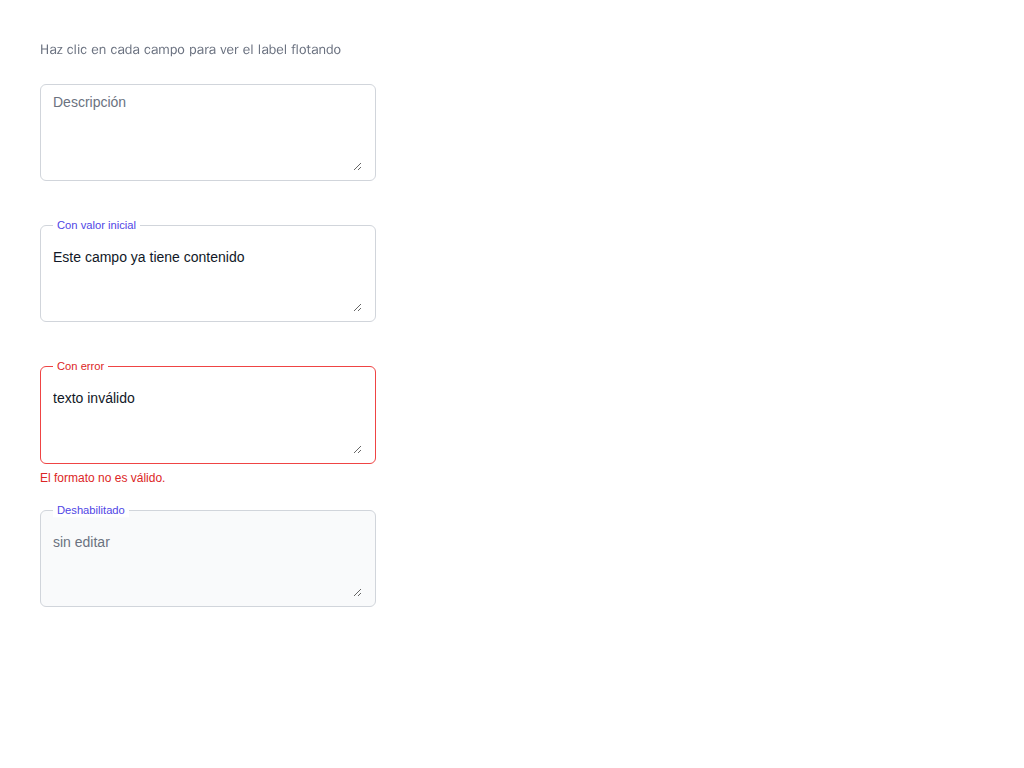 Haz clic en cada campo para ver el label flotando
Descripción
Con valor inicial
Este campo ya tiene contenido
Con error
texto inválido
El formato no es válido.
Deshabilitado
sin editar